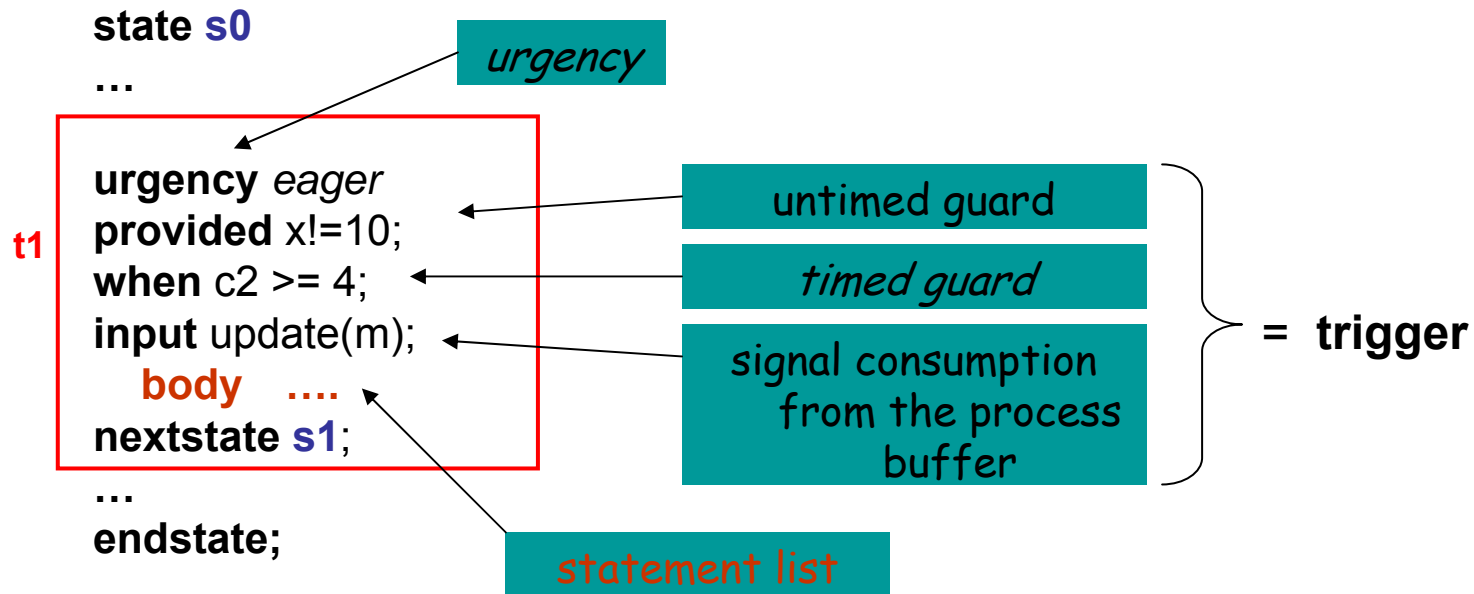 state s0
…
urgency
t1
urgency eager
provided x!=10;
when c2 >= 4;
input update(m);
body ….
nextstate s1;
…
endstate;
untimed guard
timed guard
signal consumption
from the process
buffer
= trigger
statement list